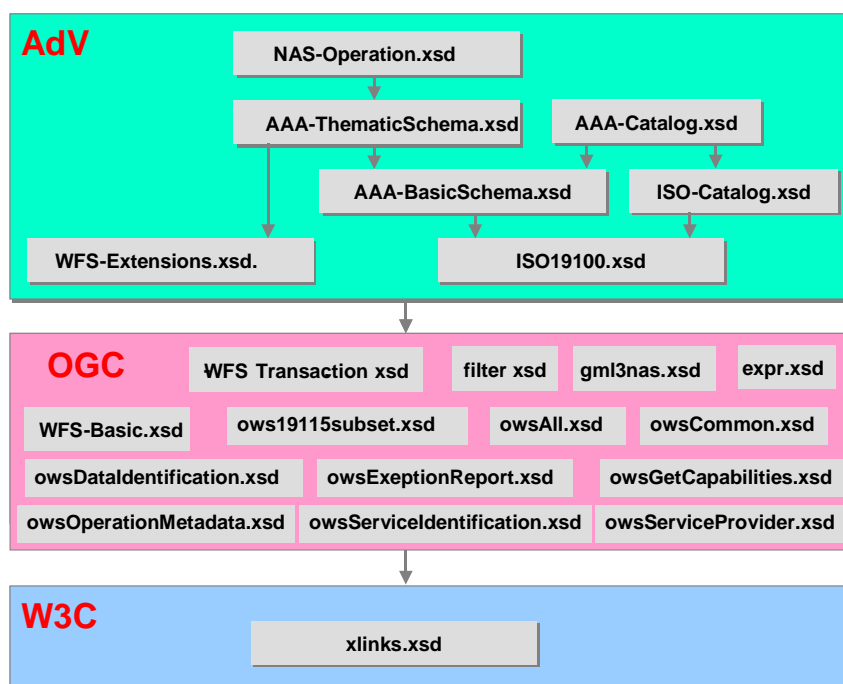 AdV
NAS-Operation.xsd
AAA-ThematicSchema.xsd
AAA-Catalog.xsd
AAA-BasicSchema.xsd
ISO-Catalog.xsd
WFS-Extensions.xsd.
ISO19100.xsd
OGC
WFS Transaction xsd
filter xsd
gml3nas.xsd
expr.xsd
WFS-Basic.xsd
ows19115subset.xsd
owsAll.xsd
owsCommon.xsd
owsDataIdentification.xsd
owsExeptionReport.xsd
owsGetCapabilities.xsd
owsOperationMetadata.xsd
owsServiceIdentification.xsd
owsServiceProvider.xsd
W3C
xlinks.xsd